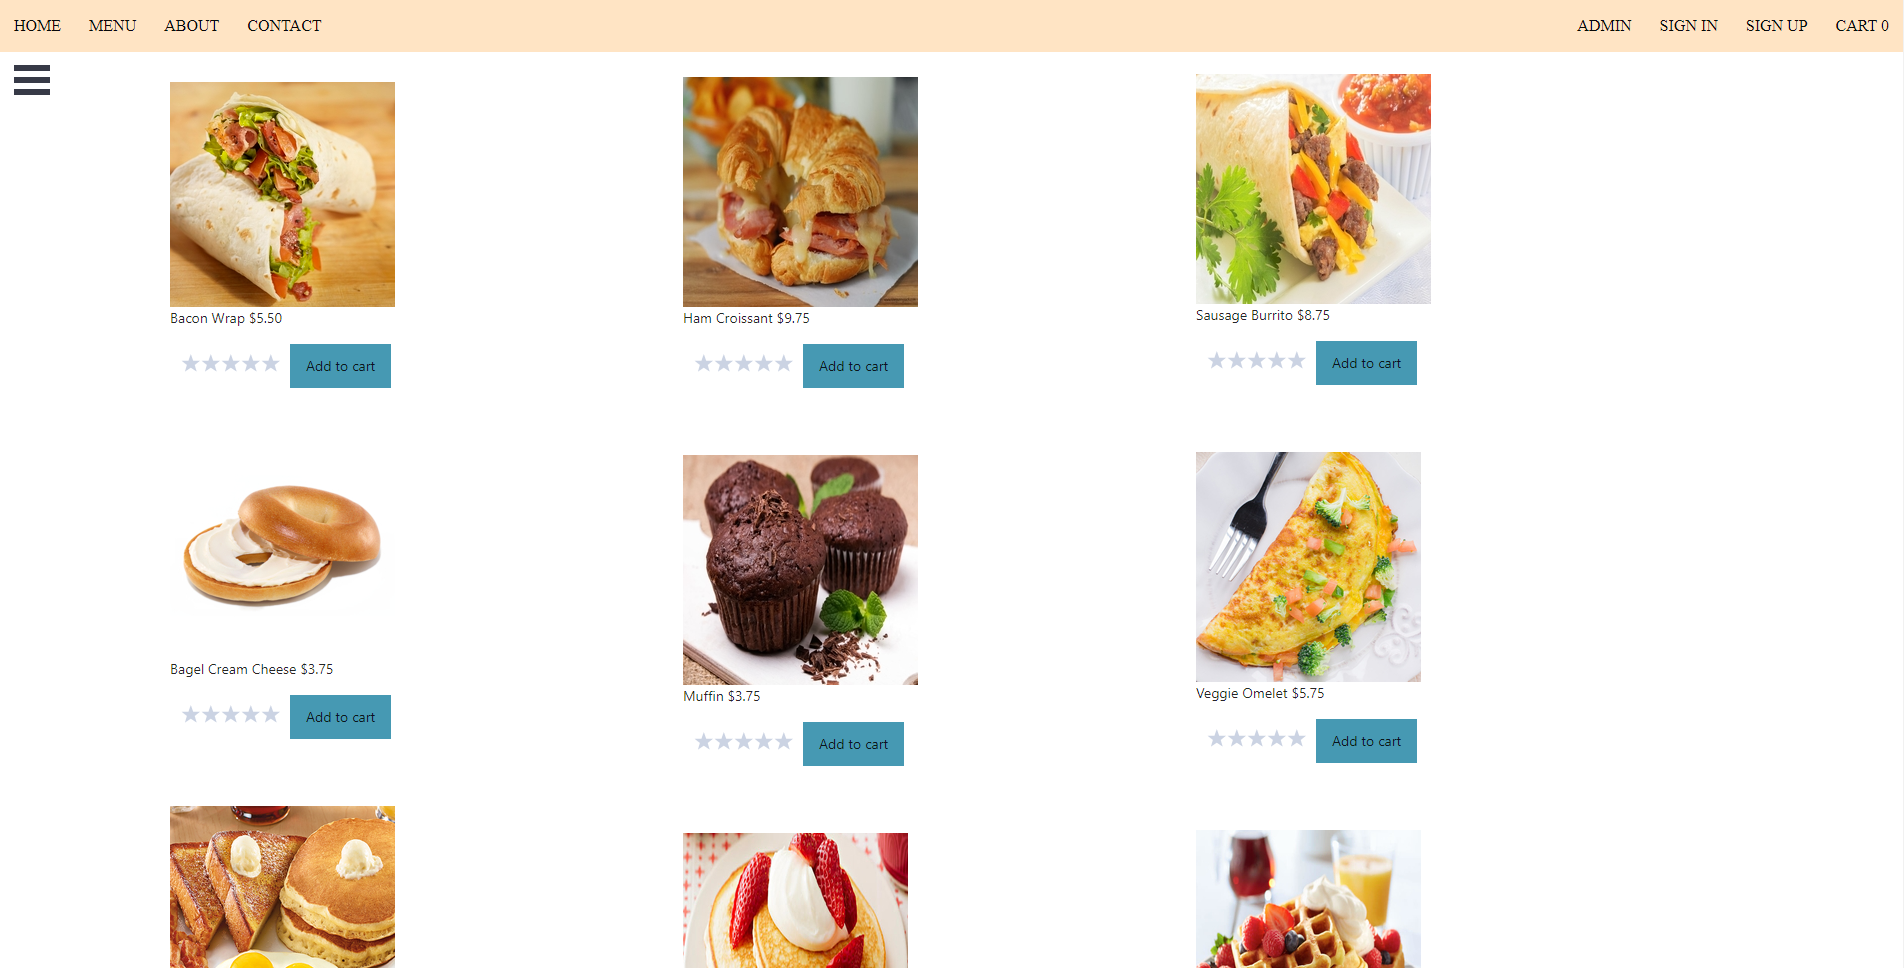 HOME MENU ABOUT CONTACT ADMIN SIGN IN SIGN UP CART 0
Bacon Wrap $5.50
Add to cart
Ham Croissant $9.75
Add to cart
Sausage Burrito $8.75
Add to cart
Bagel Cream Cheese $3.75
Add to cart
Muffin $3.75
Add to cart
Veggie Omelet $5.75
Add to cart